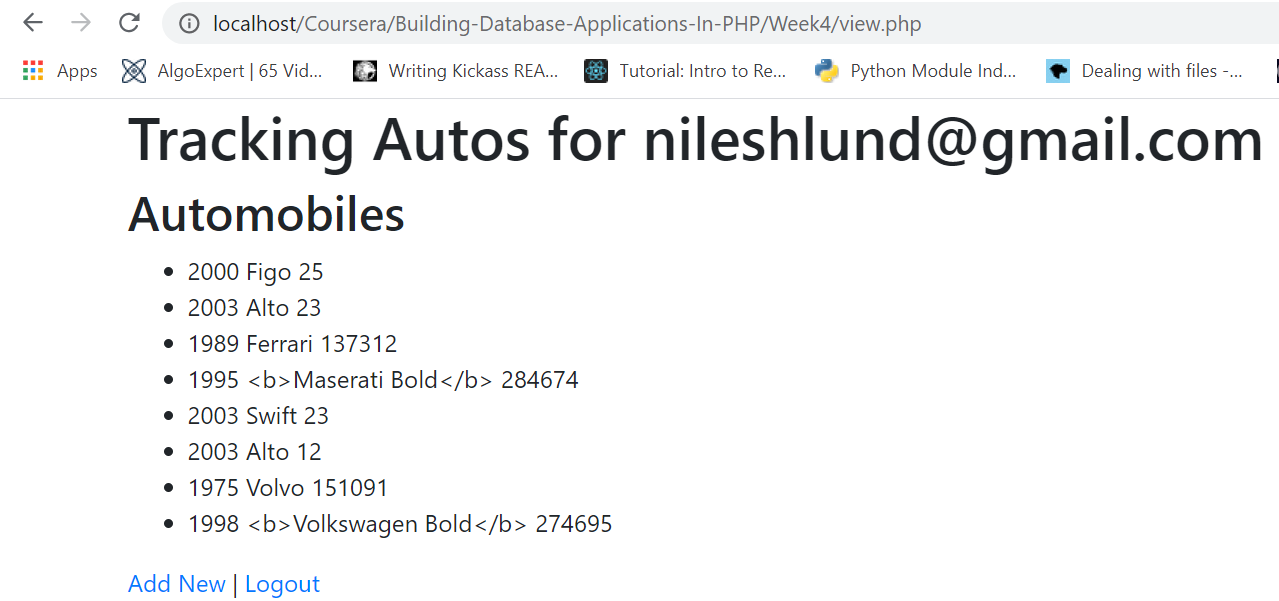 localhost/Coursera/Building-Database-Applications-In-PHP/Week4/view.php
Apps AlgoExpert | 65 Vid... Writing Kickass REA... Tutorial: Intro to Re... Python Module Ind... Dealing with files -...
Tracking Autos for nileshlund@gmail.com
Automobiles
• 2000 Figo 25
• 2003 Alto 23
• 1989 Ferrari 137312
• 1995 <b>Maserati Bold</b> 284674
• 2003 Swift 23
• 2003 Alto 12
• 1975 Volvo 151091
• 1998 <b>Volkswagen Bold</b> 274695
Add New | Logout